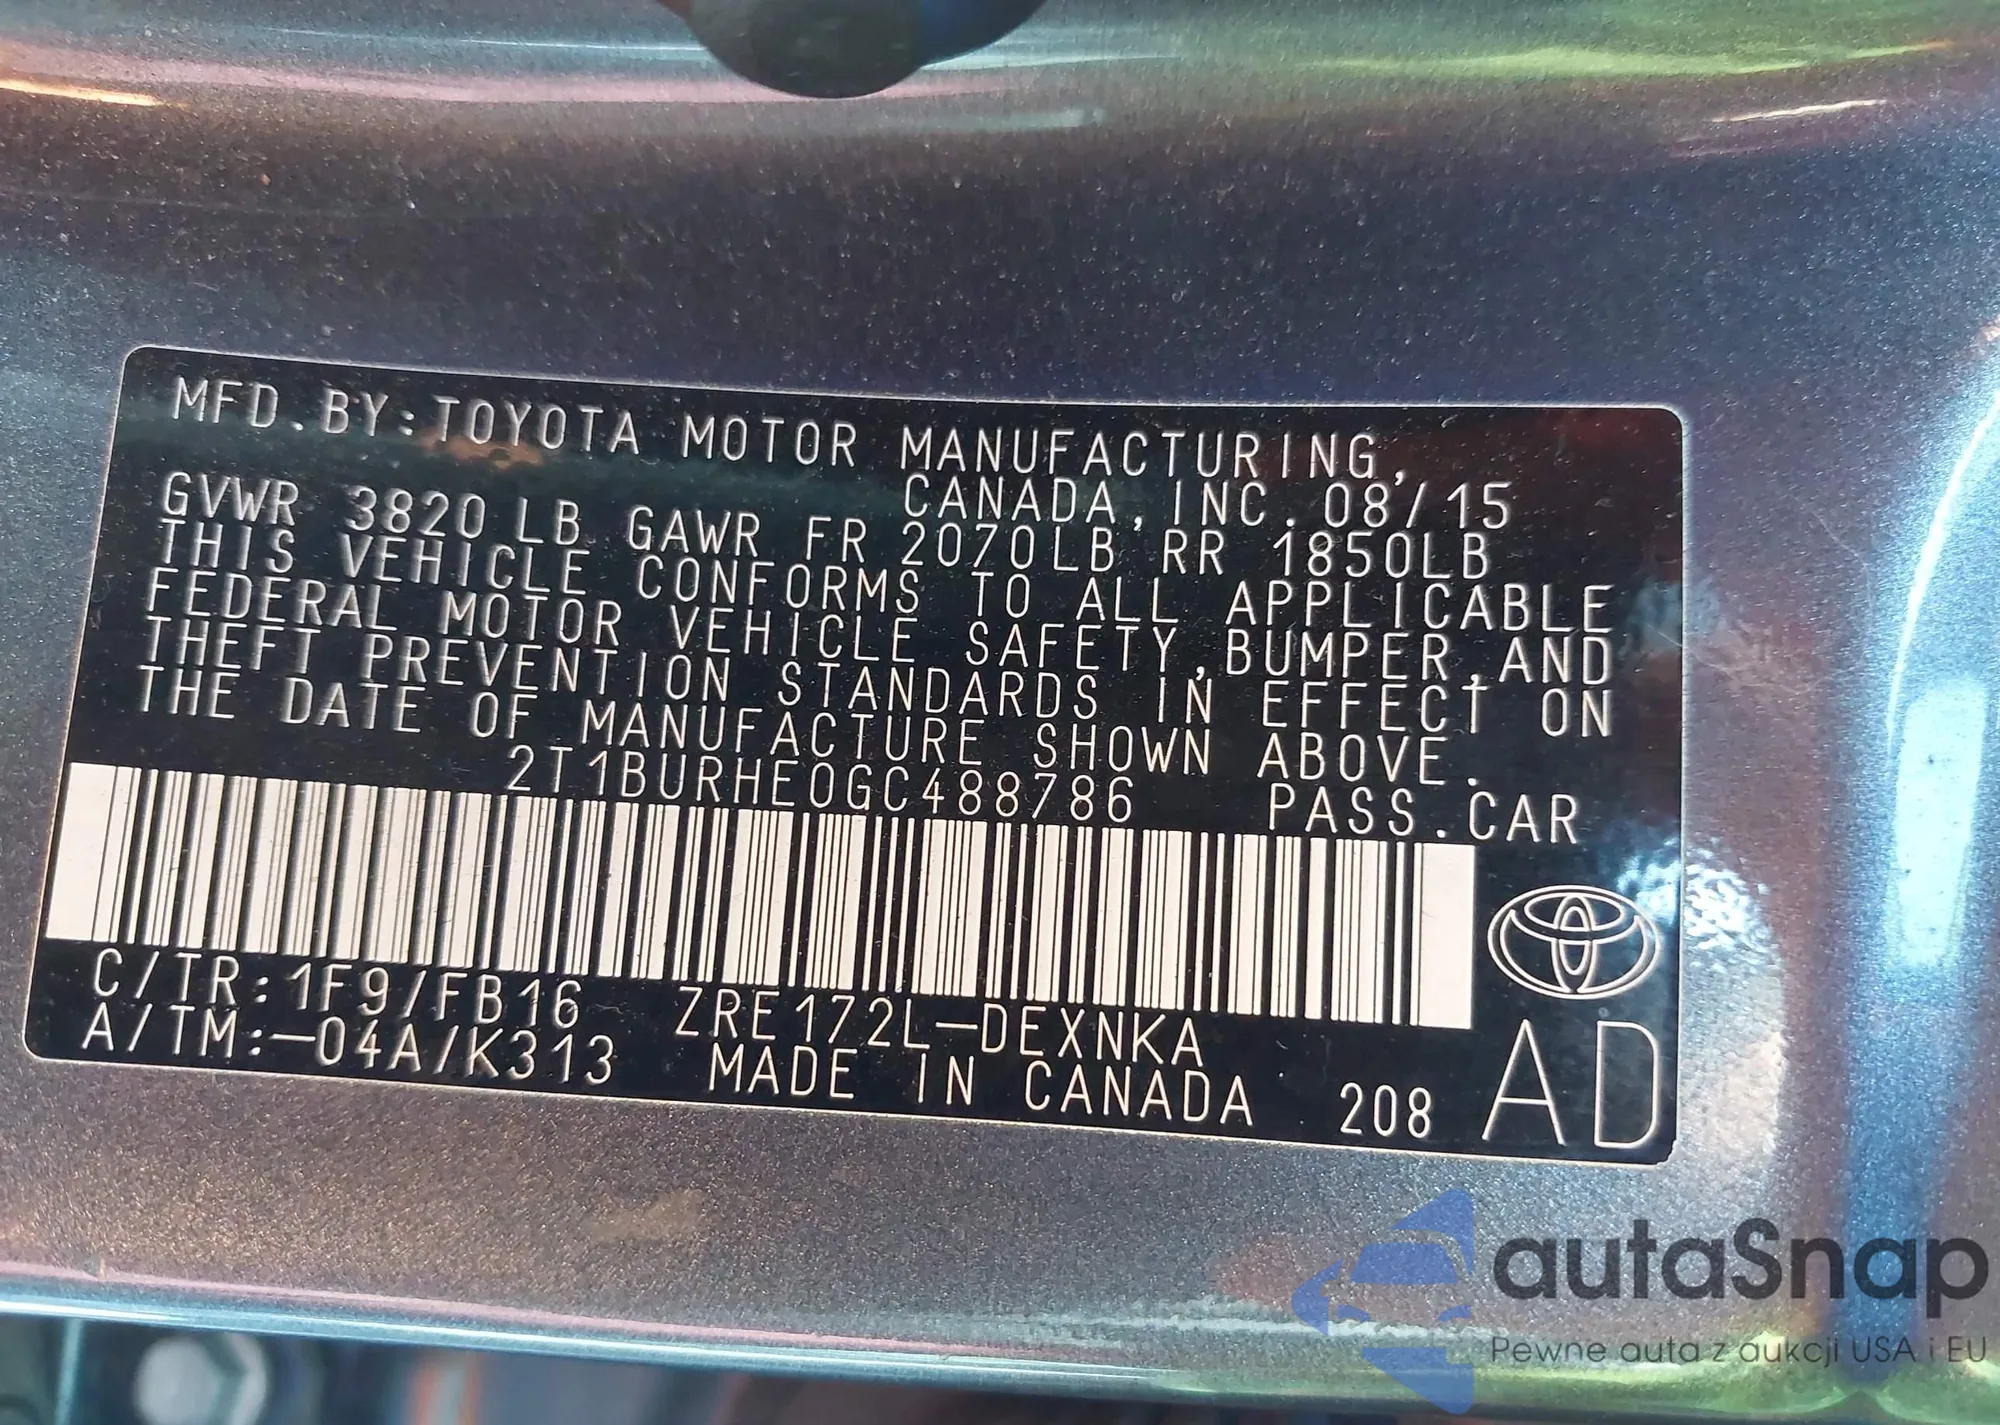 MFD.BY:TOYOTA MOTOR MANUFACTURING,
CANADA,INC. 08/15
GVWR 3820 LB GAWR FR 2070LB RR 1850LB
THIS VEHICLE CONFORMS TO ALL APPLICABLE
FEDERAL MOTOR VEHICLE SAFETY,BUMPER,AND
THEFT PREVENTION STANDARDS IN EFFECT ON
THE DATE OF MANUFACTURE SHOWN ABOVE.
2T1BURHE0GC488786 PASS.CAR
C/TR:1F9/FB16 ZRE172L-DEXNKA
A/TM:-04A/K313 MADE IN CANADA 208 AD
autaSnap
Pewne auta z aukcji USA i EU